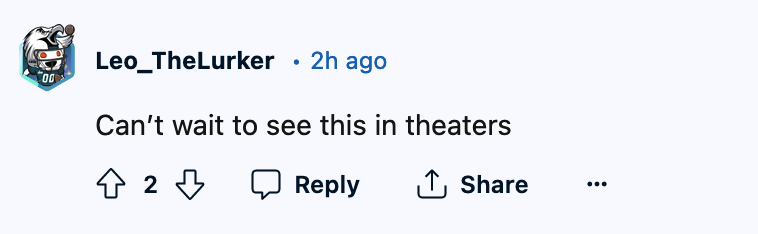 Leo_TheLurker • 2h ago
Can’t wait to see this in theaters
2 Reply Share